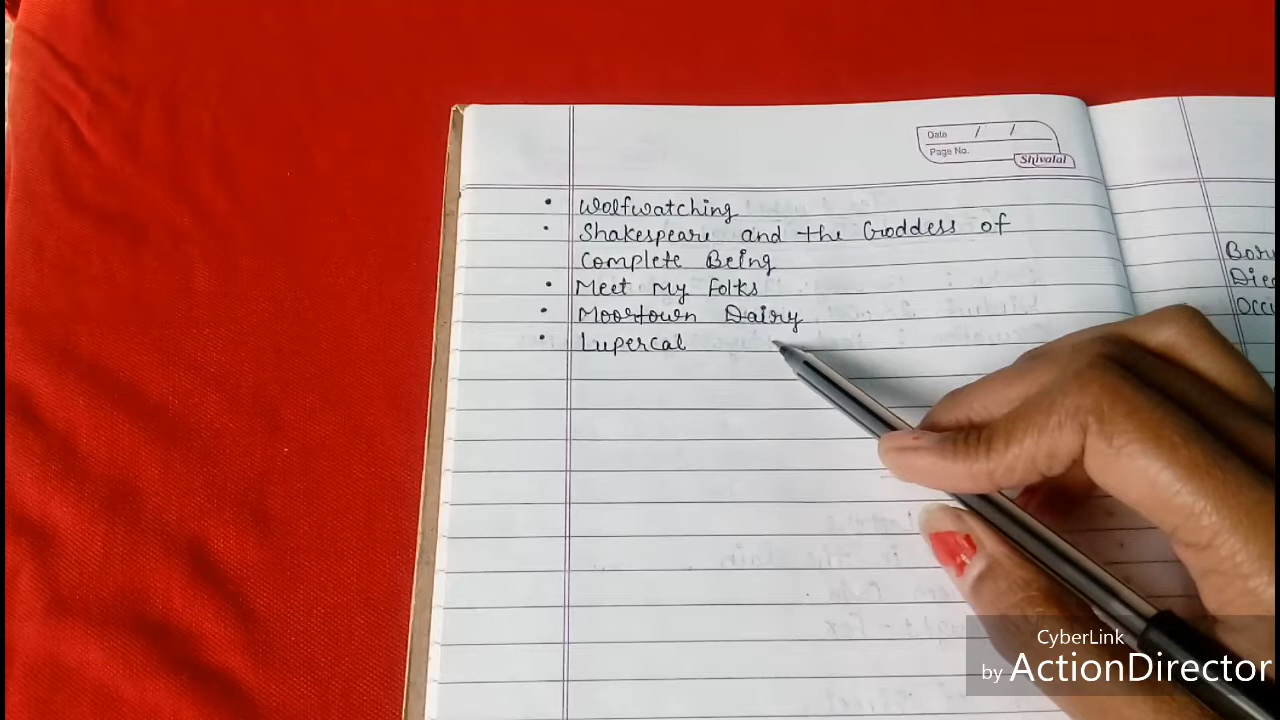 Date / /
Page No.
Shivalal
• Wolfwatching
• Shakespeare and the Goddess of
Complete Being
• Meet My Folks
• Moortown Dairy
• Lupercal
CyberLink
by ActionDirector